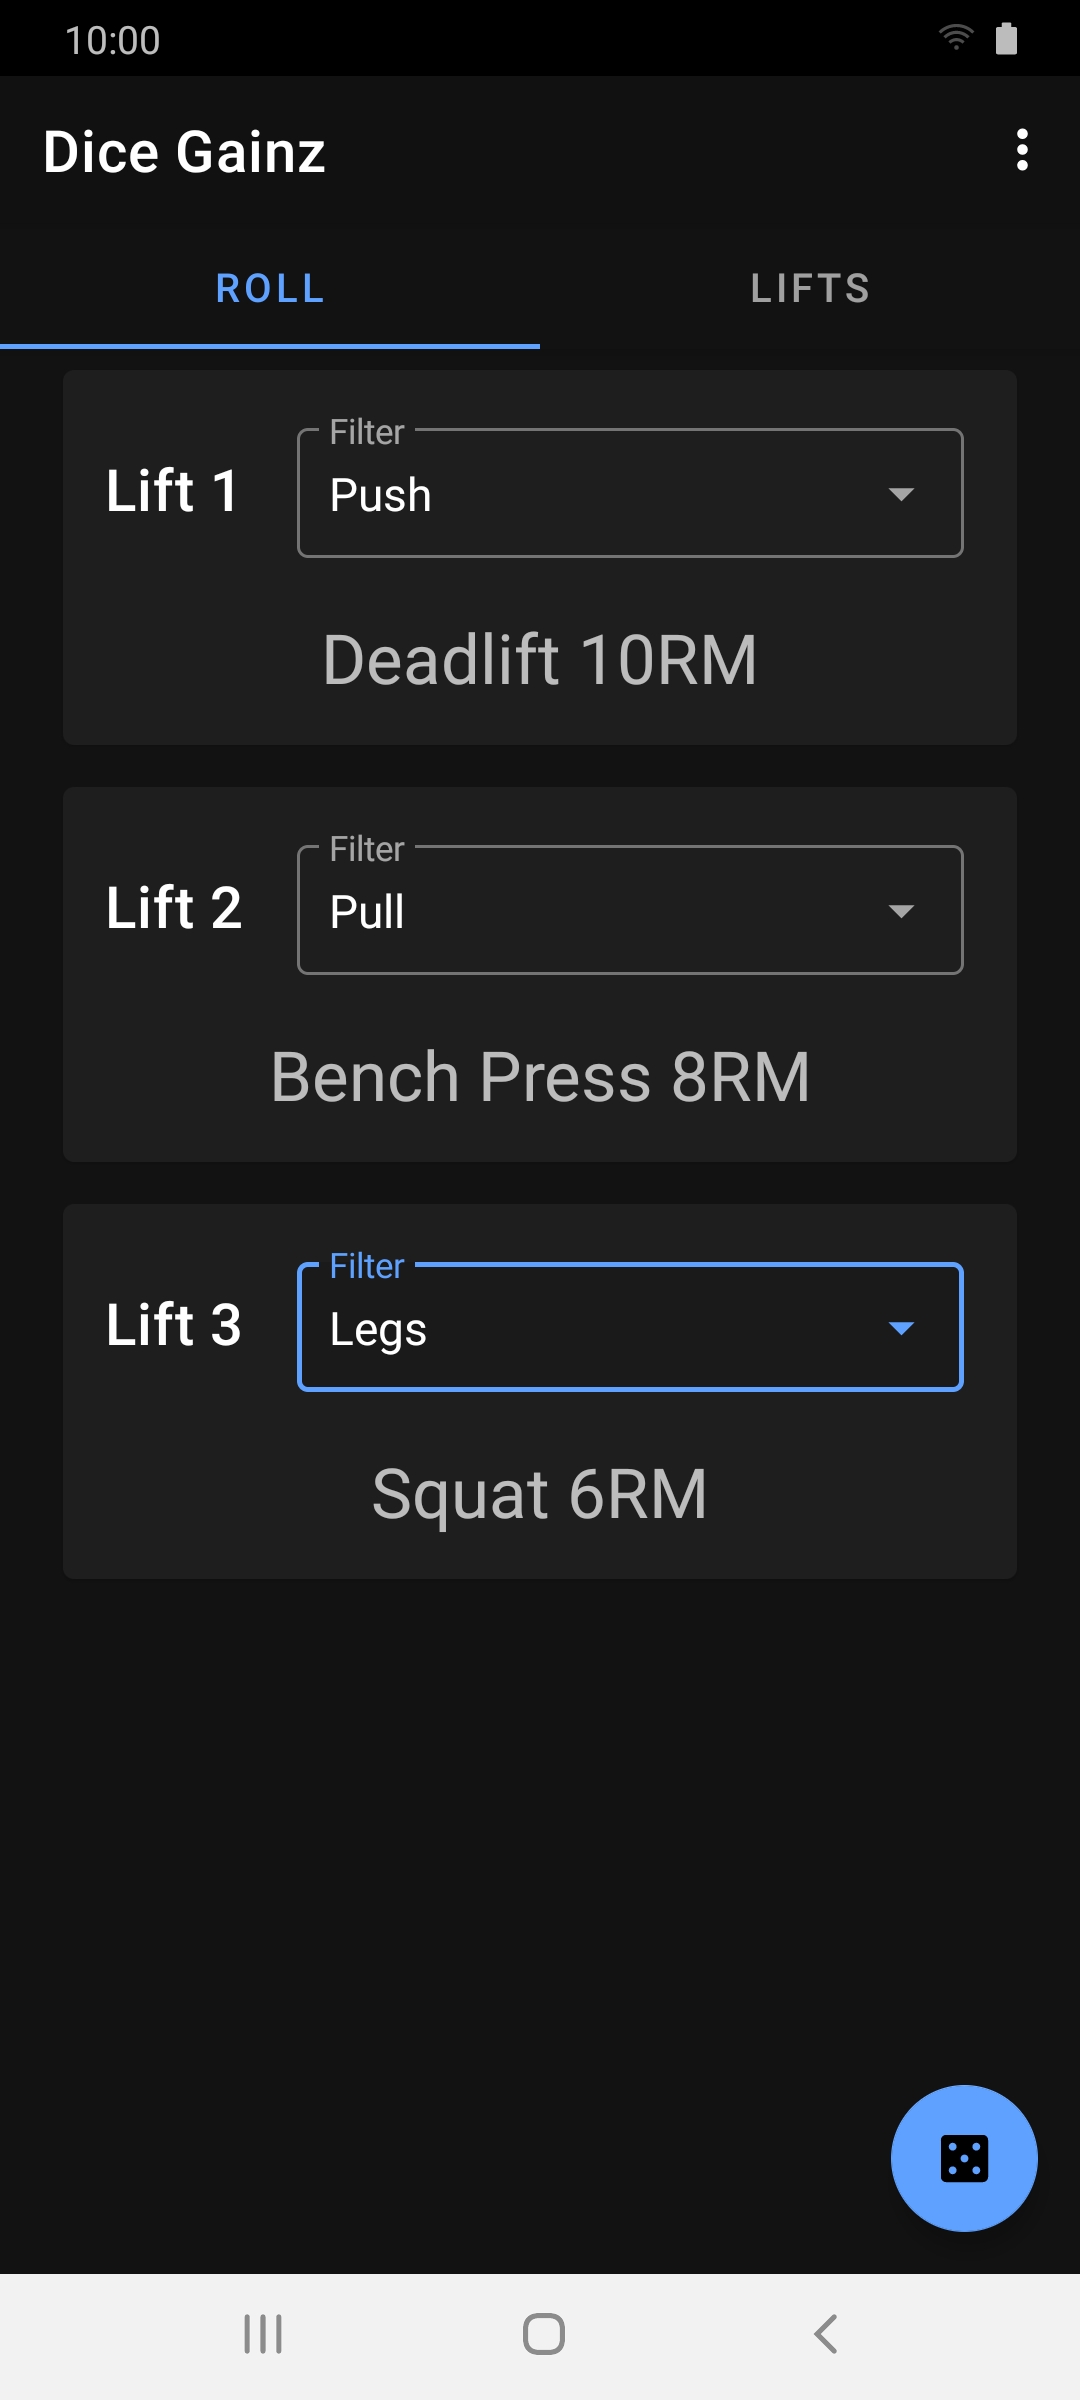 10:00
Dice Gainz
ROLL
LIFTS
Filter
Lift 1
Push
Deadlift 10RM
Filter
Lift 2
Pull
Bench Press 8RM
Filter
Lift 3
Legs
Squat 6RM